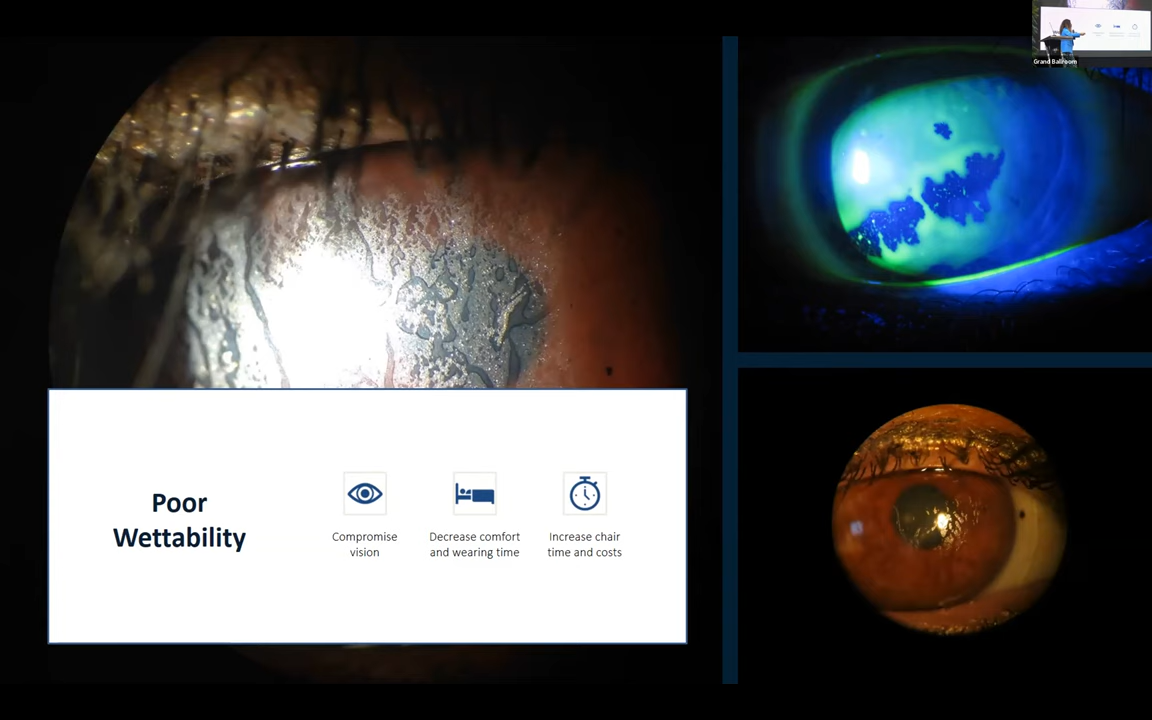 Grand Ballroom
Poor
Wettability
Compromise
vision
Decrease comfort
and wearing time
Increase chair
time and costs